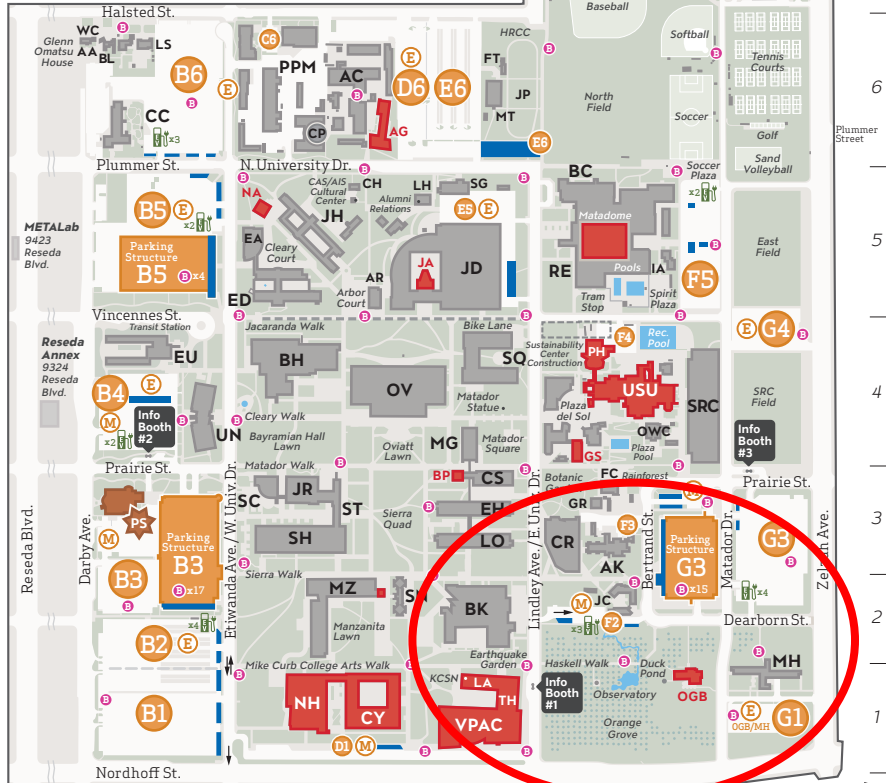 Halsted St.
Baseball
WC
Glenn
Omatsu
House
AA
BL
LS
B
C6
HRCC
Softball
B6
E
PPM
AC
E
D6
E6
FT
JP
MT
North
Field
Tennis
Courts
6
CC
x3
CP
AG
E6
Soccer
Golf
Sand
Volleyball
Plummer
Street
Plummer St.
N. University Dr.
BC
Soccer
Plaza
NA
CAS/AIS
Cultural
Center
CH
LH
SG
Alumni
Relations
E5
E
x2
B5
E
x2
METALab
9423
Reseda
Blvd.
Parking
Structure
B5
B x4
EA
Cleary
Court
JH
JA
JD
Matadome
East
Field
5
ED
Arbor
Court
AR
RE
Pools
IA
Tram
Stop
Spirit
Plaza
F5
Vincennes St.
Transit Station
Jacaranda Walk
Bike Lane
Sustainability
Center
Construction
F4
Rec.
Pool
E
G4
Reseda
Annex
9324
Reseda
Blvd.
EU
BH
OV
SQ
PH
USU
SRC
SRC
Field
4
B4
E
M
x2
Info
Booth
#2
UN
Cleary Walk
Bayramian Hall
Lawn
Oviatt
Lawn
Matador
Statue
MG
Matador
Square
Plaza
del Sol
OWC
Plaza
Pool
GS
Info
Booth
#3
Prairie St.
Matador Walk
BP
CS
Botanic
FC
Rainforest
Prairie St.
M
PS
M
Parking
Structure
B3
B x17
SC
JR
ST
SH
Sierra
Quad
EH
LO
GR
CR
F3
AK
Parking
Structure
G3
B x15
G3
x4
3
Reseda Blvd.
Darby Ave.
Etiwanda Ave./W. Univ. Dr.
Lindley Ave./E. Univ. Dr.
Bertrand St.
Matador Dr.
Zelzah Ave.
B3
Sierra Walk
MZ
SN
BK
M
JC
x3
F2
Dearborn St.
2
x4
B2
E
Manzanita
Lawn
Mike Curb College Arts Walk
Earthquake
Garden
Haskell Walk
Duck
Pond
MH
B1
NH
CY
KCSN
LA
TH
VPAC
Info
Booth
#1
Observatory
OGB
Orange
Grove
E
OGB/MH
G1
1
D1
M
Nordhoff St.